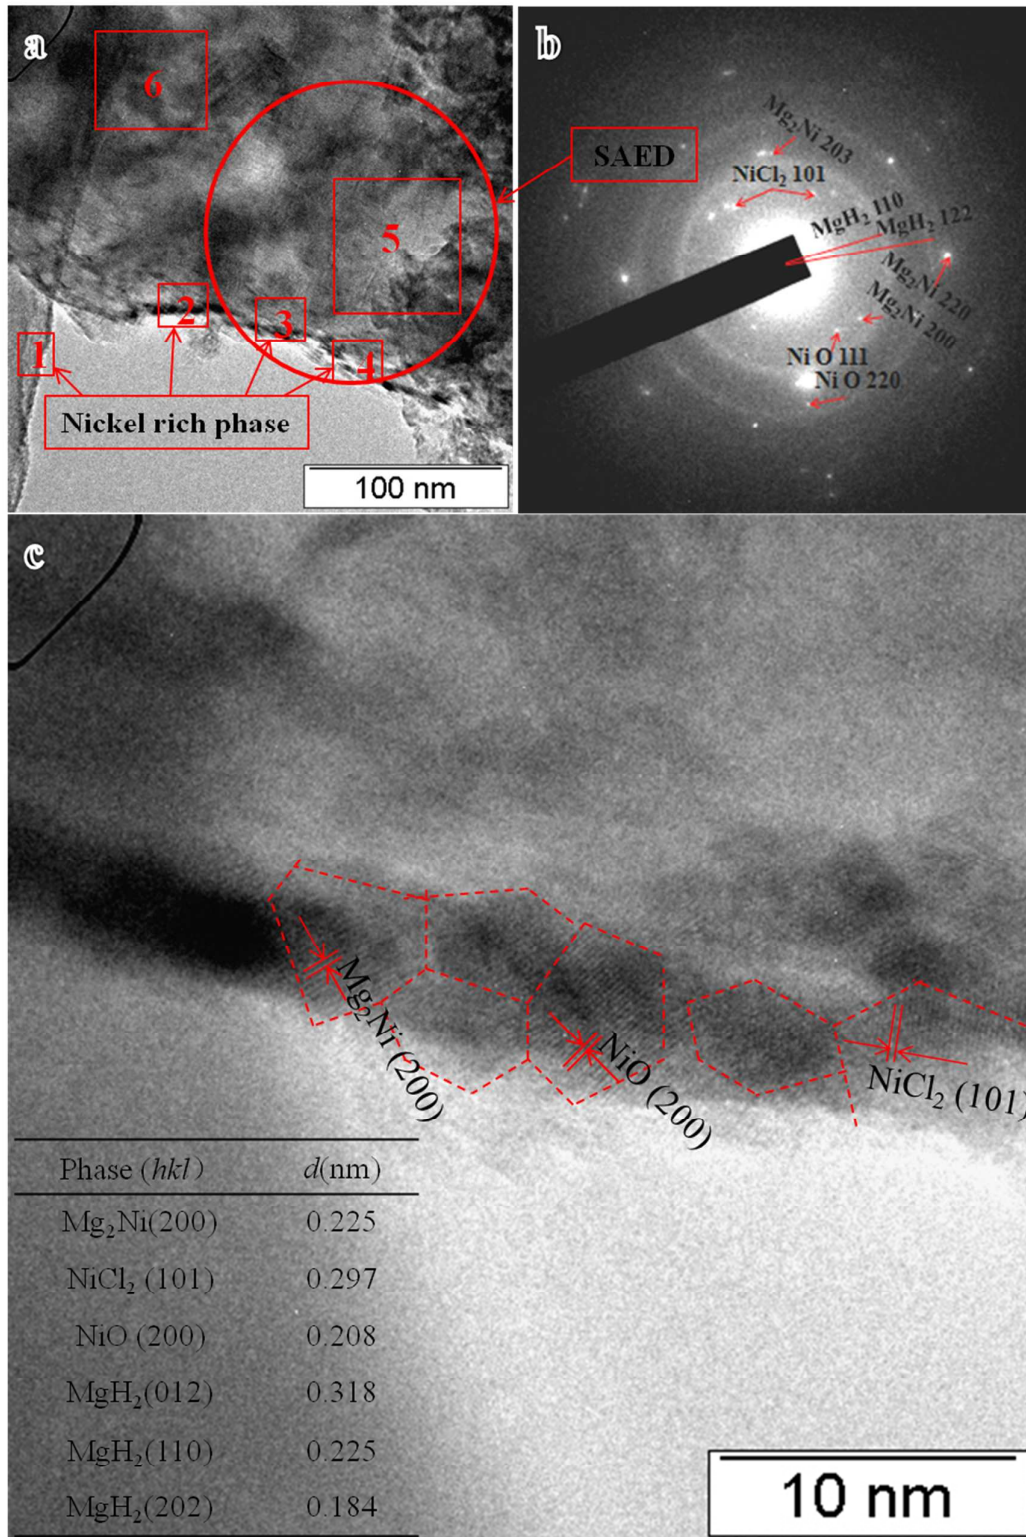 a
6
SAED
5
2
3
1
4
Nickel rich phase
100 nm
b
Mg₂Ni 203
NiCl₂ 101
MgH₂ 110
MgH₂ 122
Mg₂Ni 220
Mg₂Ni 200
Ni O 111
Ni O 220
c
Mg₂Ni (200)
NiO (200)
NiCl₂ (101)
Phase (hkl) d(nm)
Mg₂Ni(200) 0.225
NiCl₂ (101) 0.297
NiO (200) 0.208
MgH₂(012) 0.318
MgH₂(110) 0.225
MgH₂(202) 0.184
10 nm